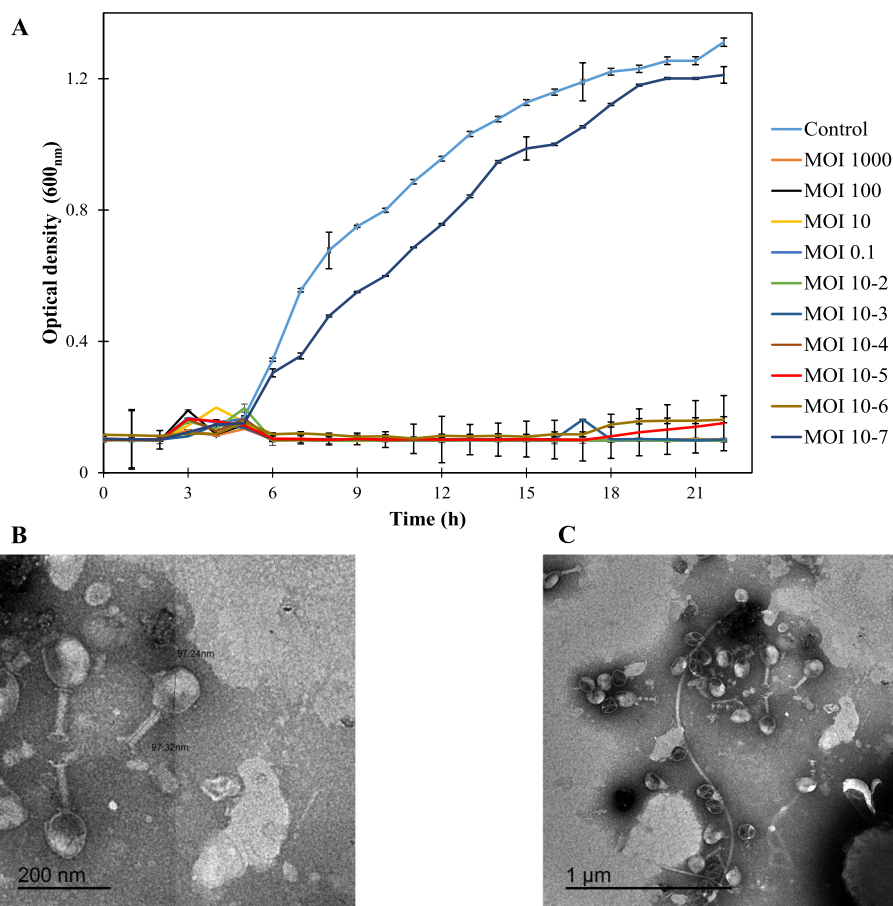 A
Optical density (600nm)
1.2
0.8
0.4
0
0 3 6 9 12 15 18 21
Time (h)
Control
MOI 1000
MOI 100
MOI 10
MOI 0.1
MOI 10-2
MOI 10-3
MOI 10-4
MOI 10-5
MOI 10-6
MOI 10-7
B
97.24nm
97.32nm
200 nm
C
1 µm